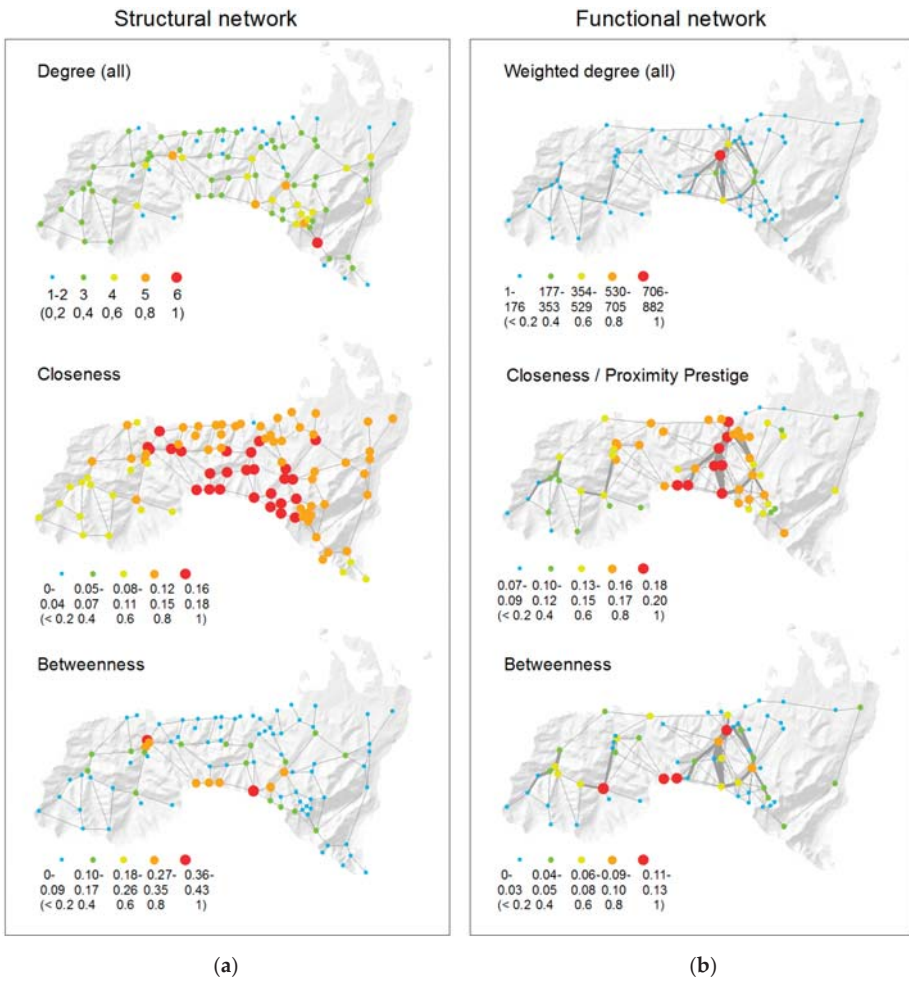 Structural network
Functional network
Degree (all)
1-2 3 4 5 6
(0,2 0,4 0,6 0,8 1)
Closeness
0- 0.05- 0.08- 0.12 0.16
0.04 0.07 0.11 0.15 0.18
(< 0.2 0.4 0.6 0.8 1)
Betweenness
0- 0.10- 0.18- 0.27- 0.36-
0.09 0.17 0.26 0.35 0.43
(< 0.2 0.4 0.6 0.8 1)
(a)
Weighted degree (all)
1- 177- 354- 530- 706-
176 353 529 705 882
(< 0.2 0.4 0.6 0.8 1)
Closeness / Proximity Prestige
0.07- 0.10- 0.13- 0.16 0.18
0.09 0.12 0.15 0.17 0.20
(< 0.2 0.4 0.6 0.8 1)
Betweenness
0- 0.04- 0.06- 0.09- 0.11-
0.03 0.05 0.08 0.10 0.13
(< 0.2 0.4 0.6 0.8 1)
(b)